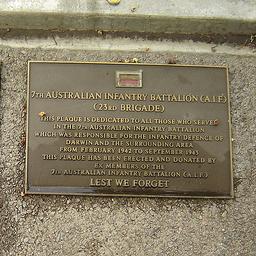 7TH AUSTRALIAN INFANTRY BATTALION (A.I.F.)
(23RD BRIGADE)
THIS PLAQUE IS DEDICATED TO ALL THOSE WHO SERVED
IN THE 7TH AUSTRALIAN INFANTRY BATTALION
WHICH WAS RESPONSIBLE FOR THE INFANTRY DEFENCE OF
DARWIN AND THE SURROUNDING AREA
FROM FEBRUARY 1942 TO SEPTEMBER 1943
THIS PLAQUE HAS BEEN ERECTED AND DONATED BY
EX MEMBERS OF THE
7TH AUSTRALIAN INFANTRY BATTALION (A.I.F.)
LEST WE FORGET